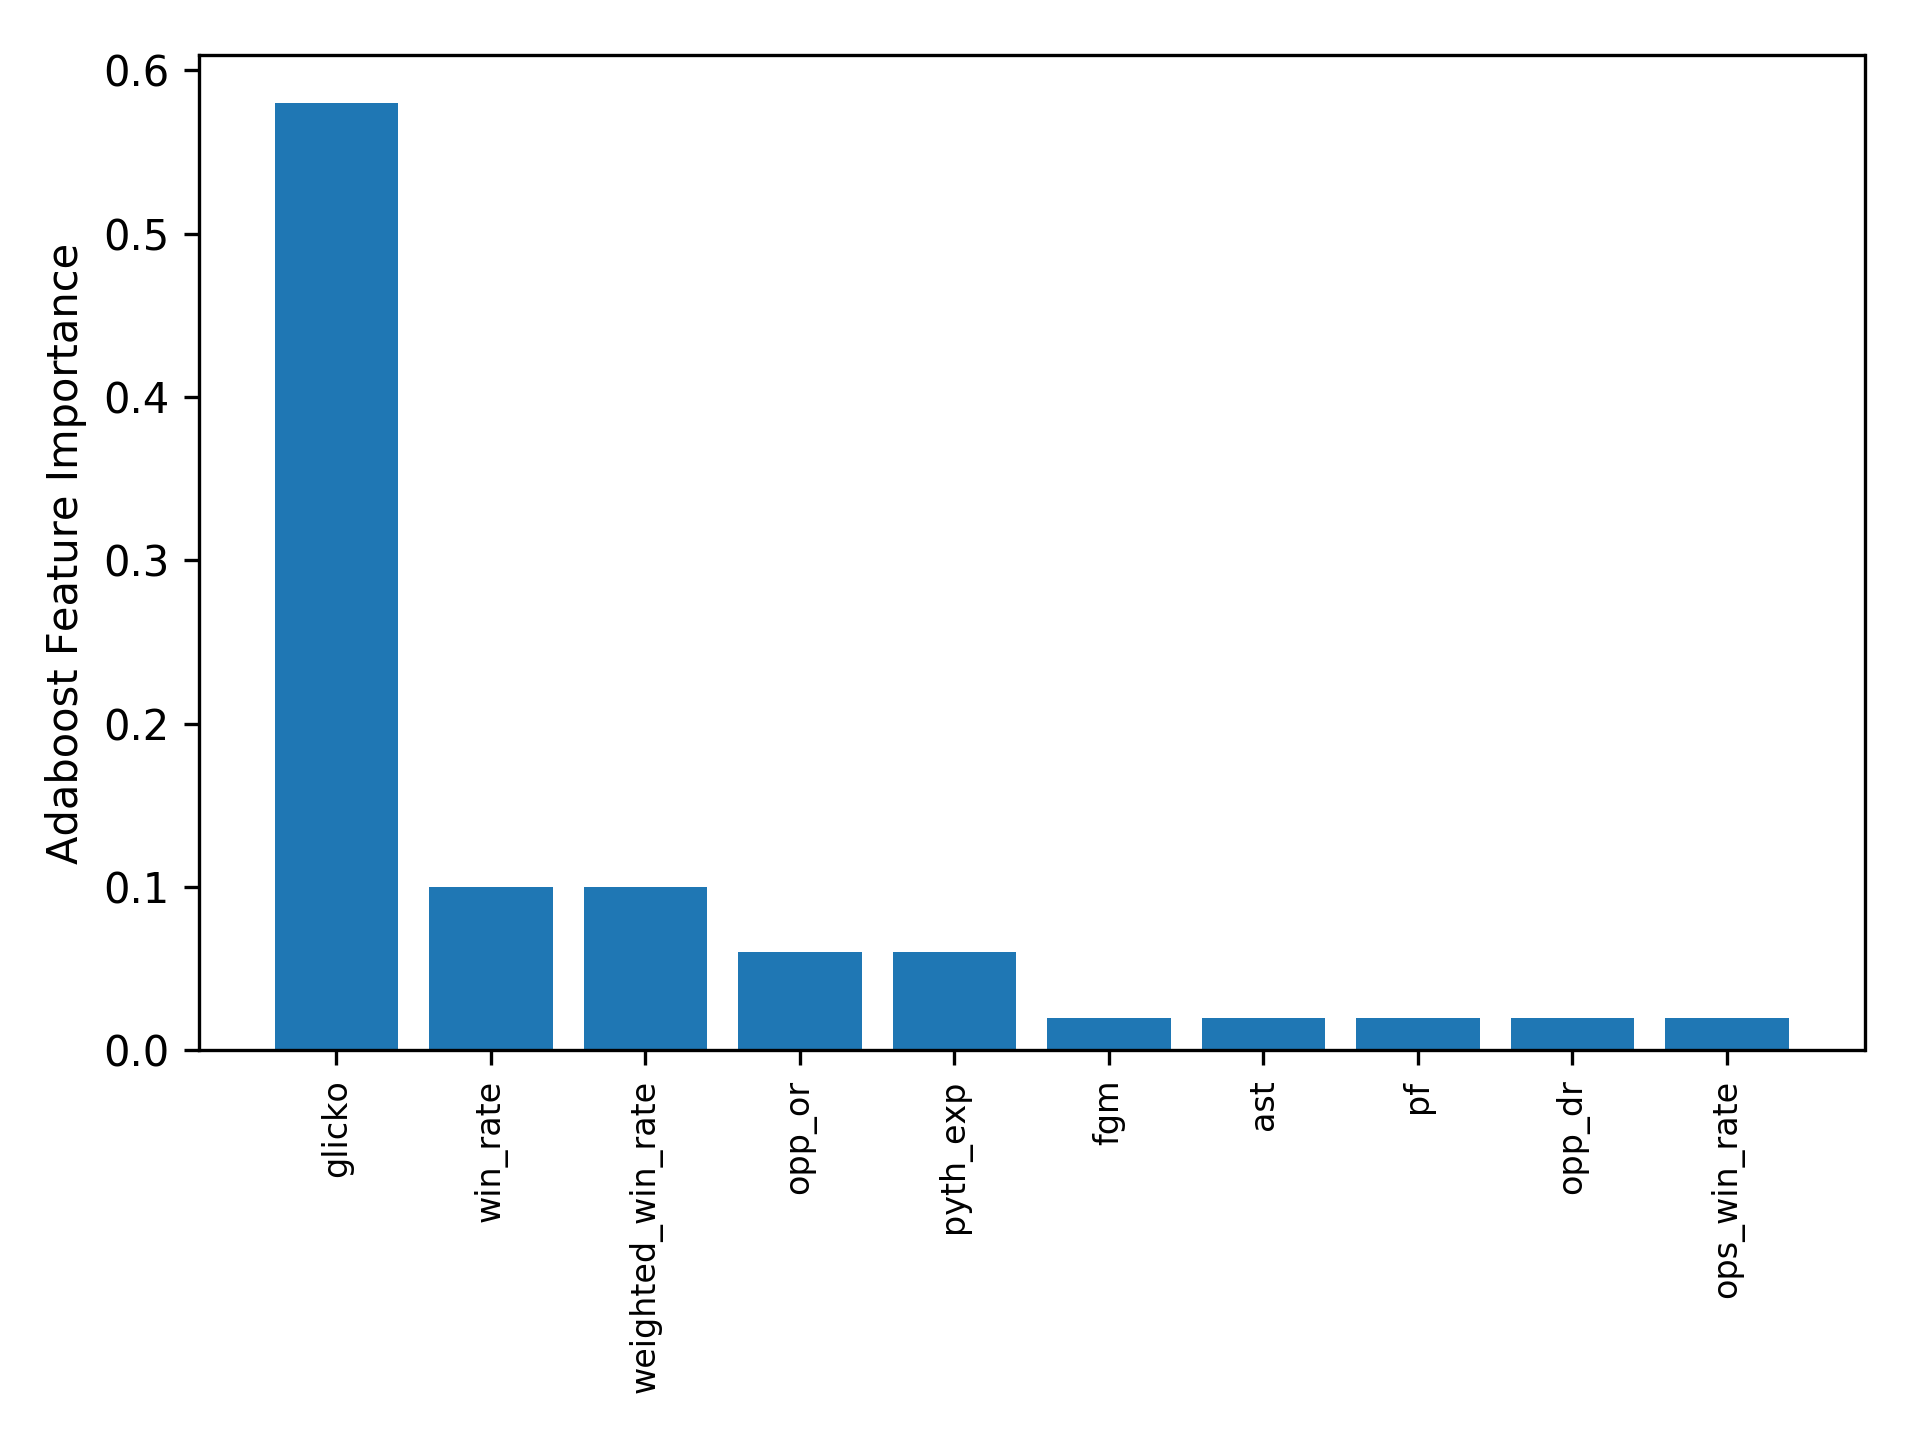 0.6
0.5
0.4
0.3
0.2
0.1
0.0
Adaboost Feature Importance
glicko
win_rate
weighted_win_rate
opp_or
pyth_exp
fgm
ast
pf
opp_dr
ops_win_rate